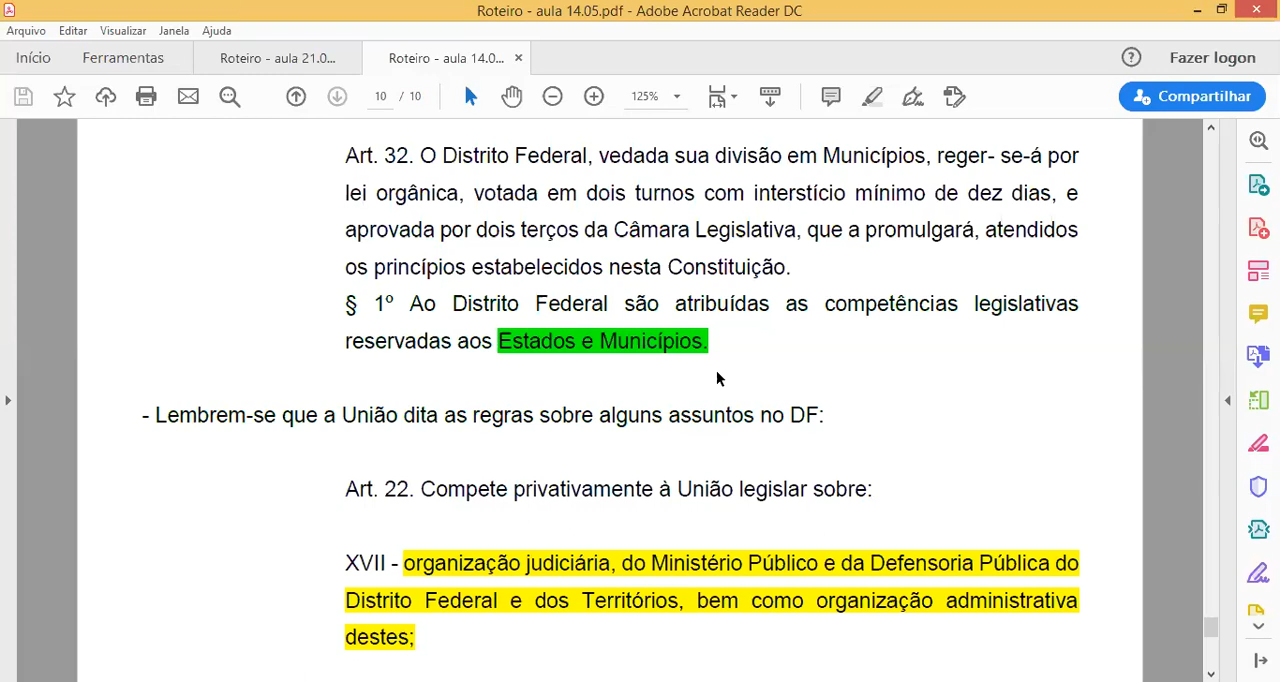 Roteiro - aula 14.05.pdf - Adobe Acrobat Reader DC
Arquivo Editar Visualizar Janela Ajuda
Início Ferramentas Roteiro - aula 21.0... Roteiro - aula 14.0... × ? Fazer logon
10 / 10 125% Compartilhar
Art. 32. O Distrito Federal, vedada sua divisão em Municípios, reger- se-á por
lei orgânica, votada em dois turnos com interstício mínimo de dez dias, e
aprovada por dois terços da Câmara Legislativa, que a promulgará, atendidos
os princípios estabelecidos nesta Constituição.
§ 1º Ao Distrito Federal são atribuídas as competências legislativas
reservadas aos Estados e Municípios.
- Lembrem-se que a União dita as regras sobre alguns assuntos no DF:
Art. 22. Compete privativamente à União legislar sobre:
XVII - organização judiciária, do Ministério Público e da Defensoria Pública do
Distrito Federal e dos Territórios, bem como organização administrativa
destes;